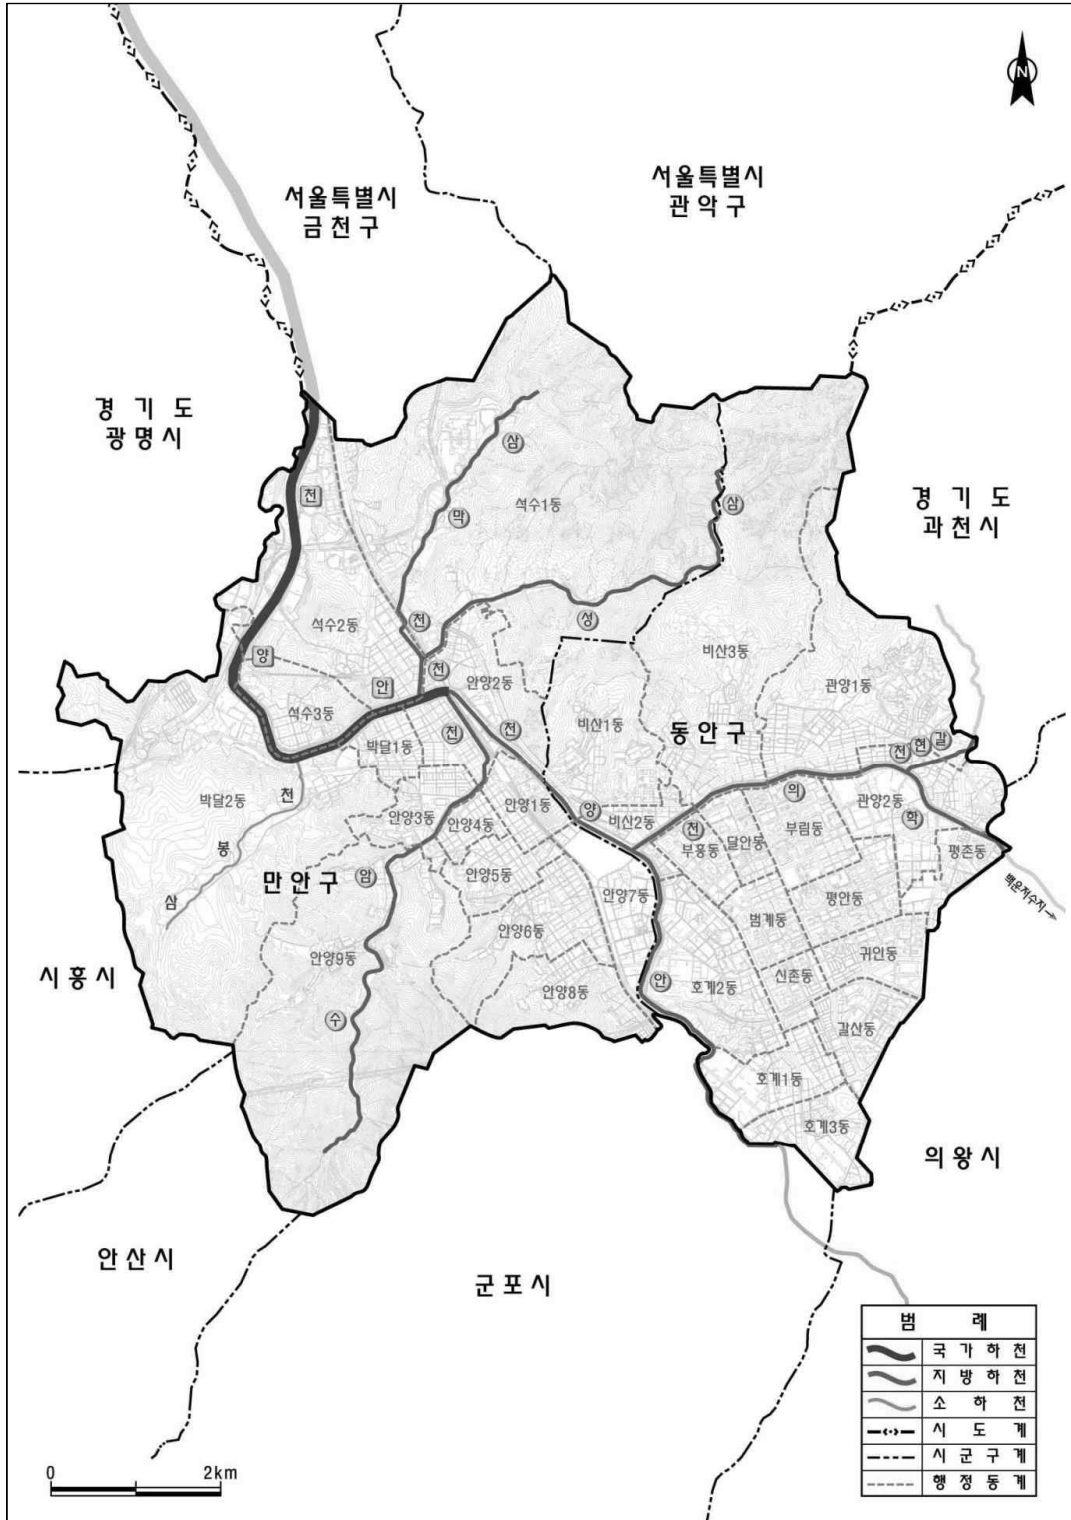 N
서울특별시
금천구
서울특별시
관악구
경 기 도
광명시
경 기 도
과천시
삼
천
막
석수1동
삼
천
성
석수2동
양
안
천
안양2동
비산3동
관양1동
석수3동
천
천
비산1동
동안구
천
현
갈
박달1동
박달2동
천
안양3동
안양4동
안양1동
양
비산2동
천
부흥동
달안동
의
부림동
관양2동
학
평촌동
봉
만안구
암
안양5동
안양7동
범계동
평안동
백운저수지→
삼
안양6동
안양9동
안양8동
안
호계2동
신촌동
귀인동
시흥시
수
갈산동
호계1동
호계3동
의왕시
안산시
군포시
범 례
국 가 하 천
지 방 하 천
소 하 천
시 도 계
시 군 구 계
행 정 동 계
0 2km